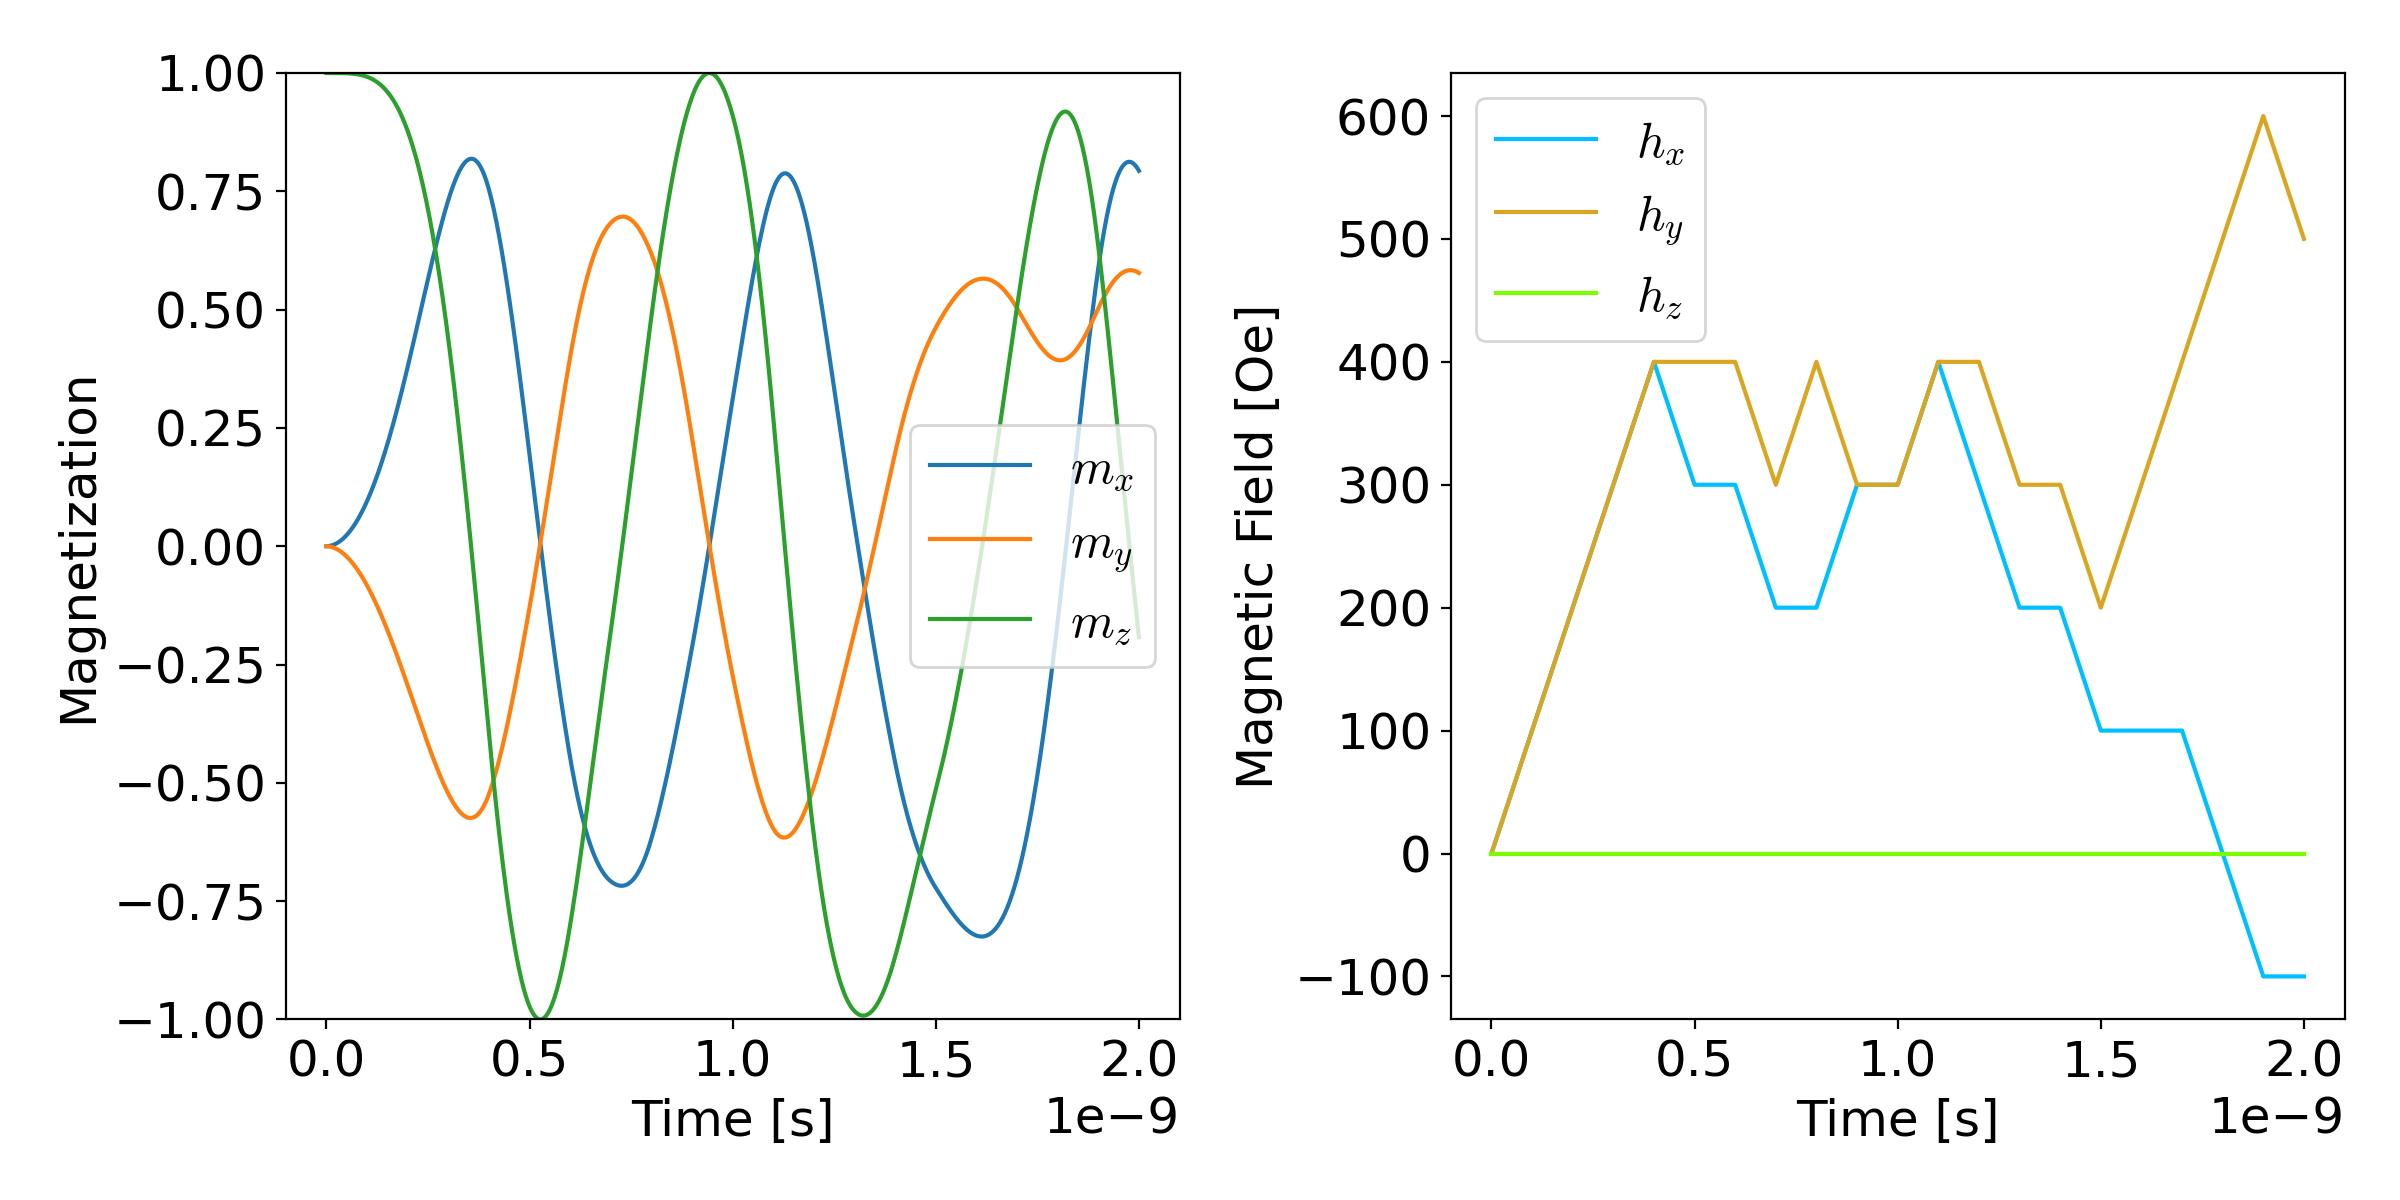 1.00
0.75
0.50
0.25
0.00
−0.25
−0.50
−0.75
−1.00
Magnetization
m_x
m_y
m_z
0.0 0.5 1.0 1.5 2.0
Time [s]
1e−9
600
500
400
300
200
100
0
−100
Magnetic Field [Oe]
h_x
h_y
h_z
0.0 0.5 1.0 1.5 2.0
Time [s]
1e−9